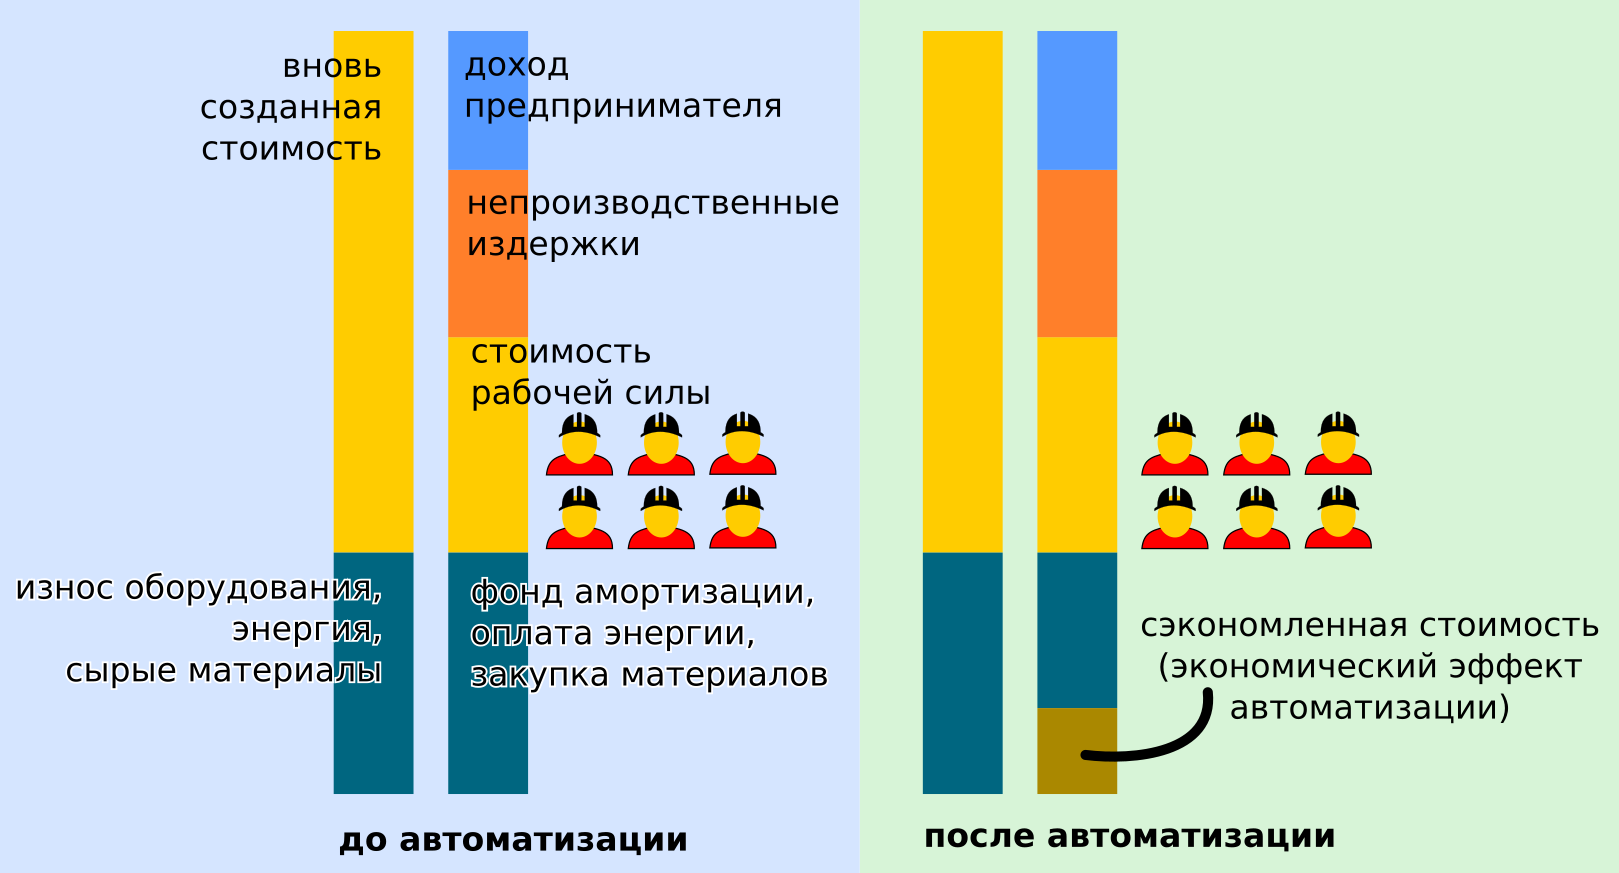 вновь
созданная
стоимость
доход
предпринимателя
непроизводственные
издержки
стоимость
рабочей силы
износ оборудования,
энергия,
сырые материалы
фонд амортизации,
оплата энергии,
закупка материалов
до автоматизации
сэкономленная стоимость
(экономический эффект
автоматизации)
после автоматизации